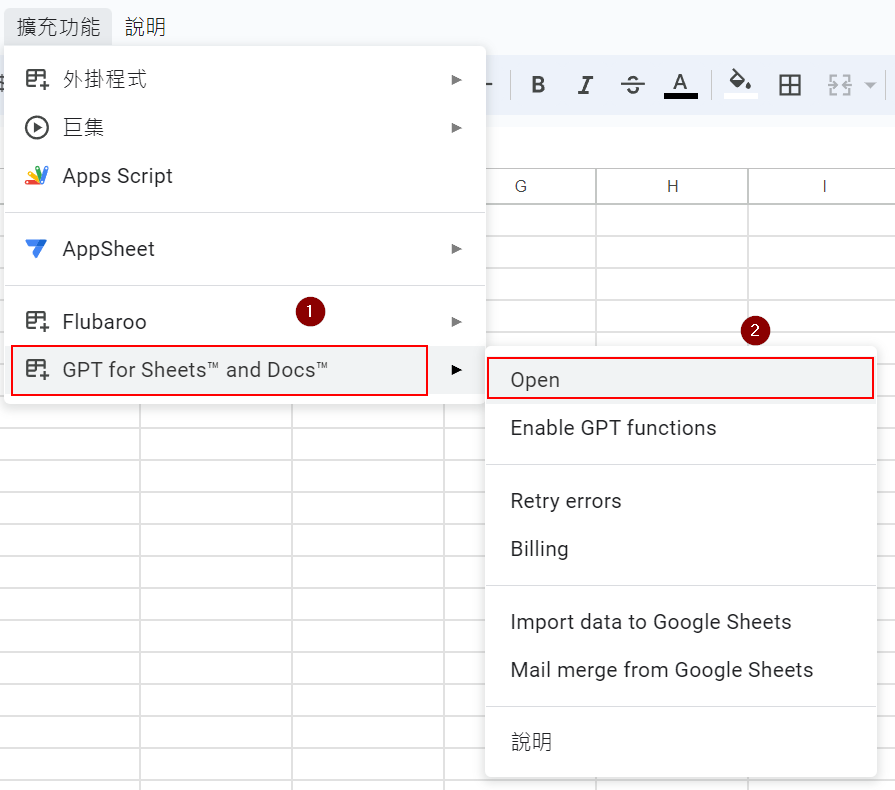 擴充功能 說明
外掛程式
巨集
Apps Script
AppSheet
Flubaroo
GPT for Sheets™ and Docs™
1
B I S A
G H I
2
Open
Enable GPT functions
Retry errors
Billing
Import data to Google Sheets
Mail merge from Google Sheets
說明